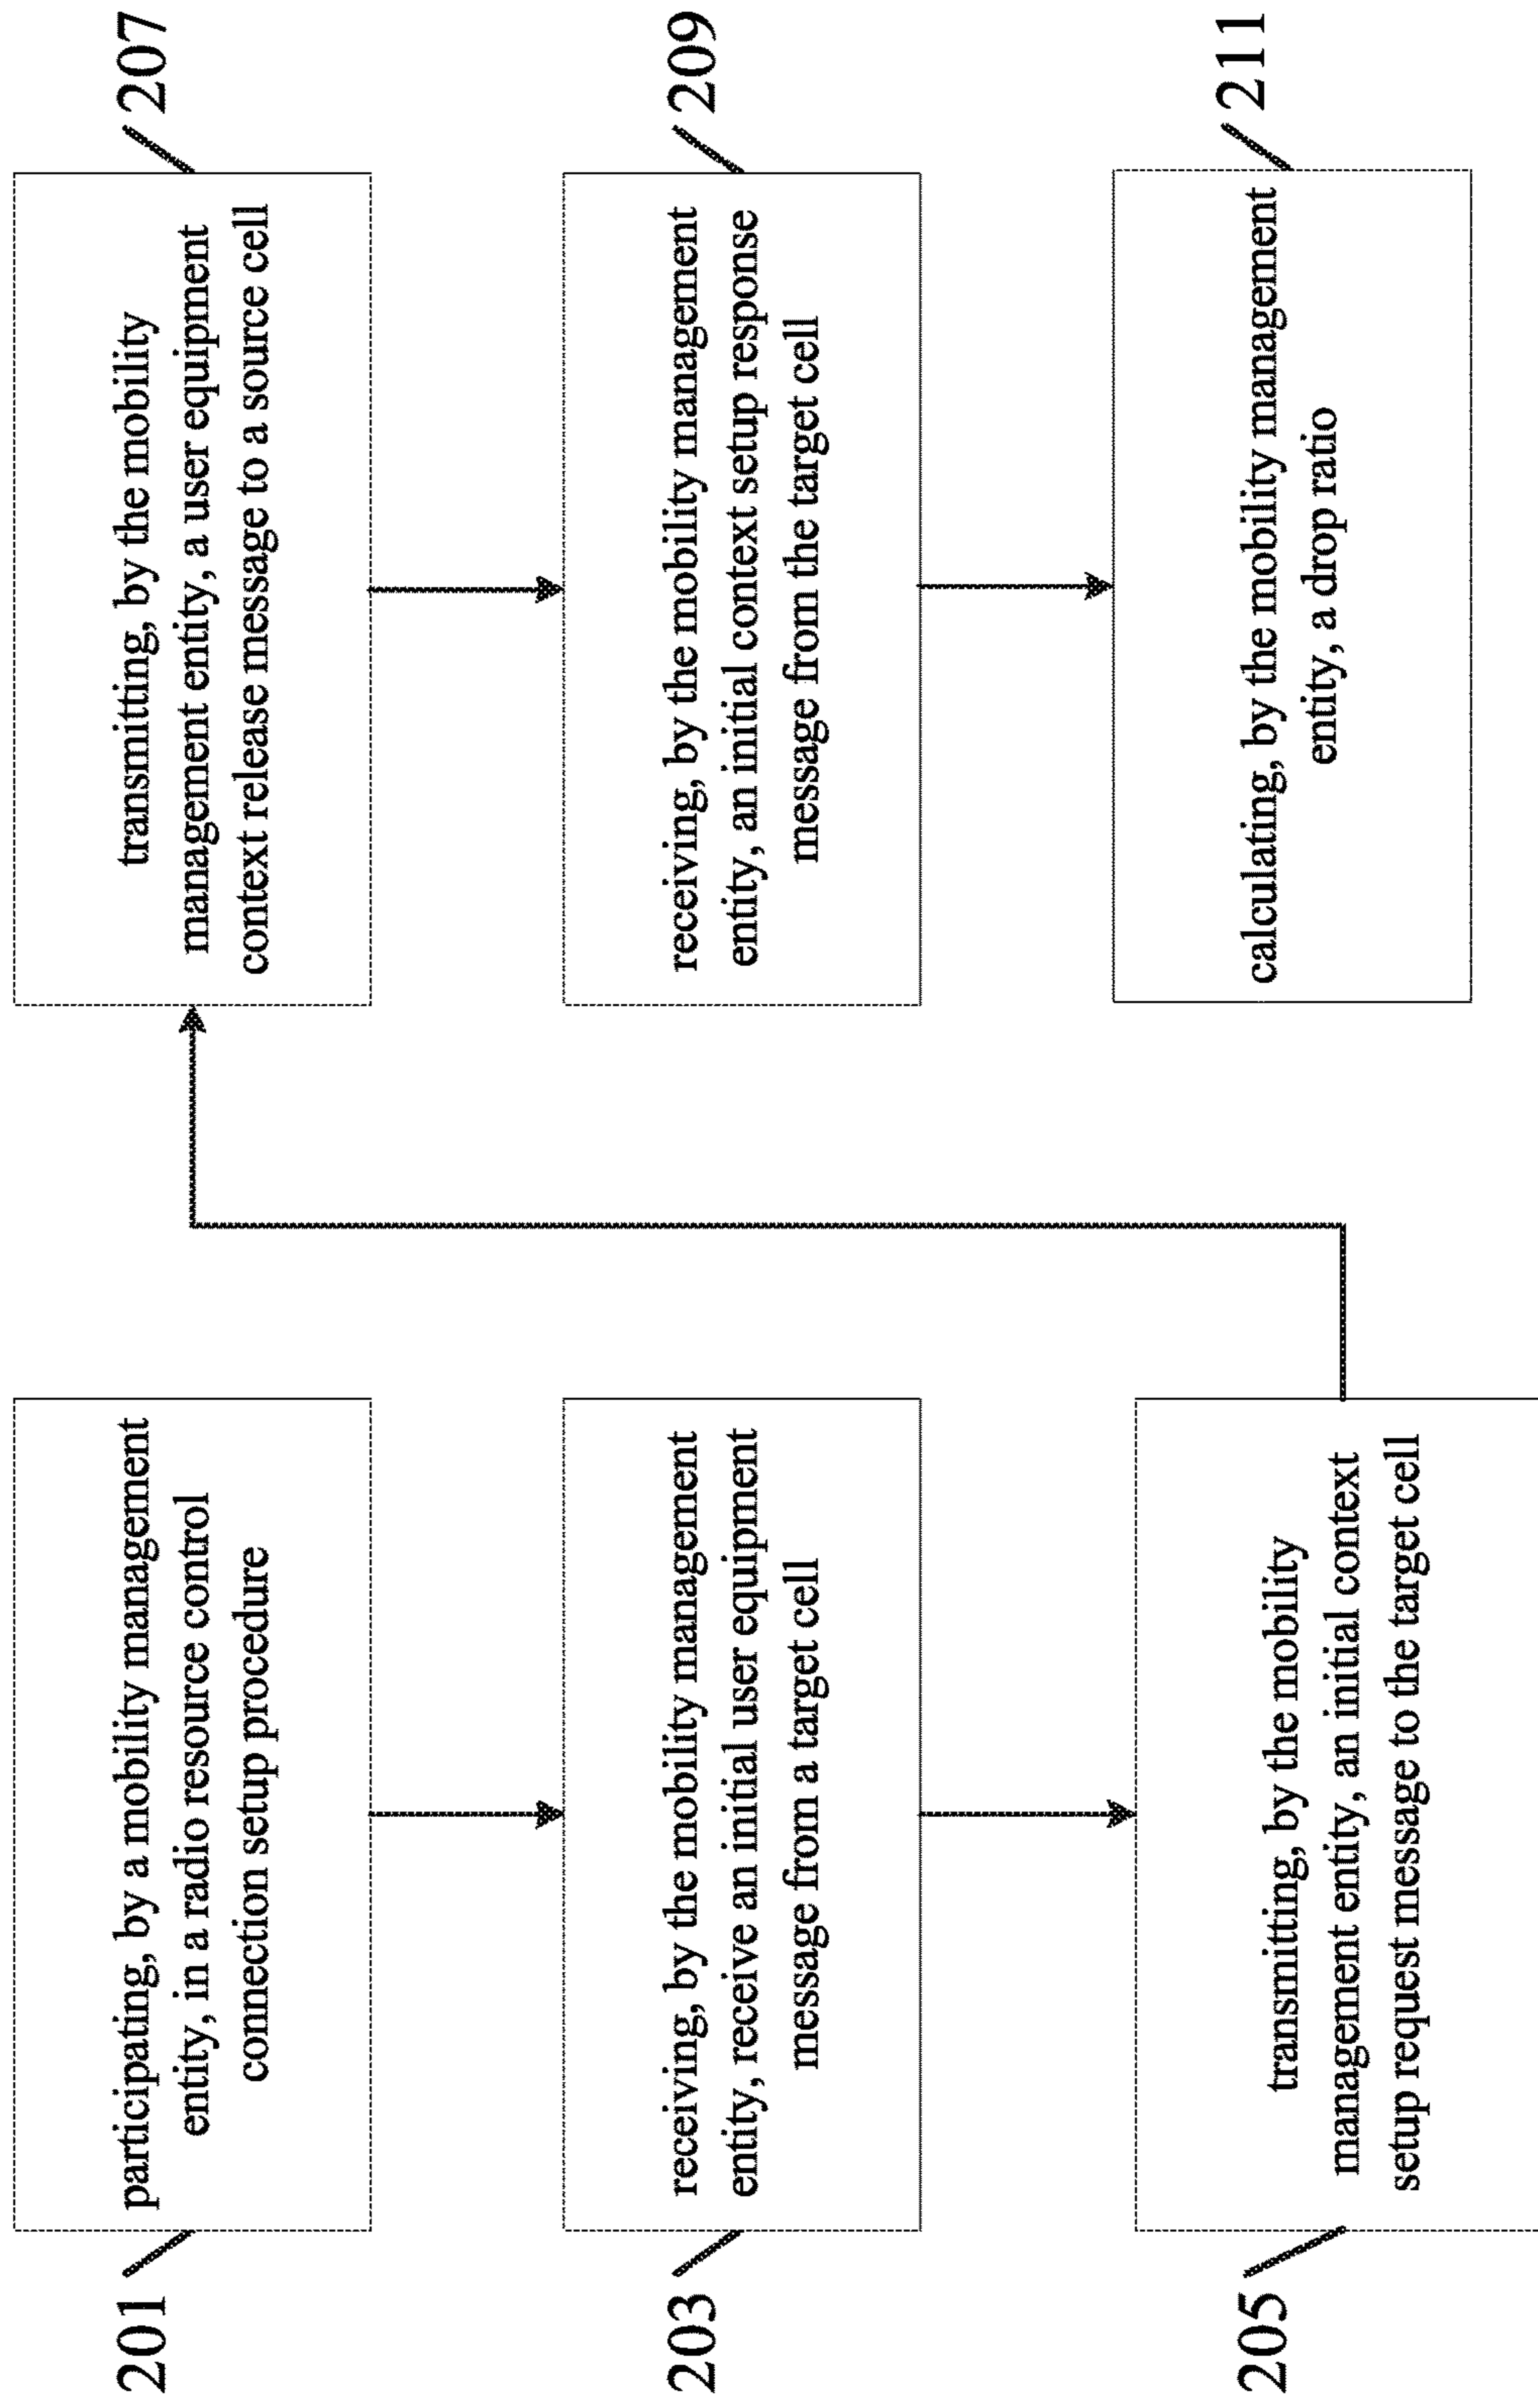 201
participating, by a mobility management
entity, in a radio resource control
connection setup procedure
203
receiving, by the mobility management
entity, receive an initial user equipment
message from a target cell
205
transmitting, by the mobility
management entity, an initial context
setup request message to the target cell
207
transmitting, by the mobility
management entity, a user equipment
context release message to a source cell
209
receiving, by the mobility management
entity, an initial context setup response
message from the target cell
211
calculating, by the mobility management
entity, a drop ratio